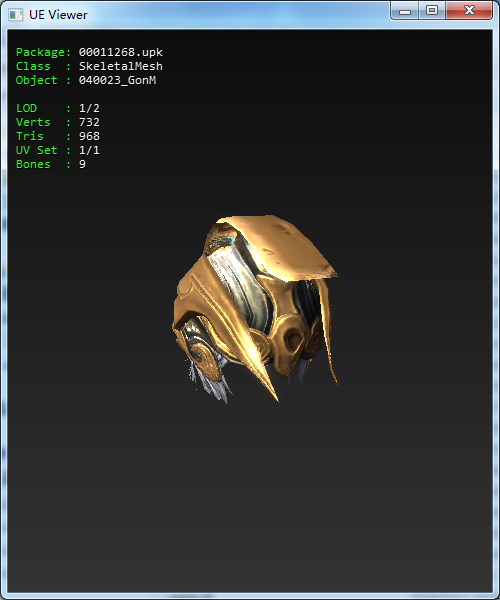 UE Viewer
Package: 00011268.upk
Class  : SkeletalMesh
Object : 040023_GonM
LOD    : 1/2
Verts  : 732
Tris   : 968
UV Set : 1/1
Bones  : 9